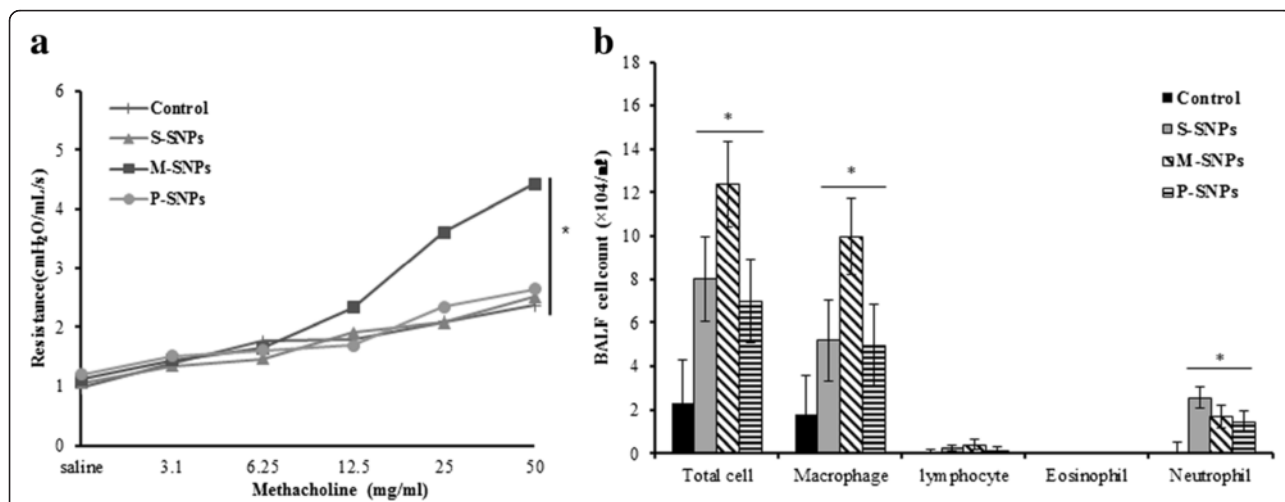 a
Resistance(cmH2O/mL/s)
6
5
4
3
2
1
0
Control
S-SNPs
M-SNPs
P-SNPs
*
saline 3.1 6.25 12.5 25 50
Methacholine (mg/ml)
b
BALF cell count (×104/
18
16
14
12
10
8
6
4
2
0
Control
S-SNPs
M-SNPs
P-SNPs
*
*
*
Total cell Macrophage lymphocyte Eosinophil Neutrophil